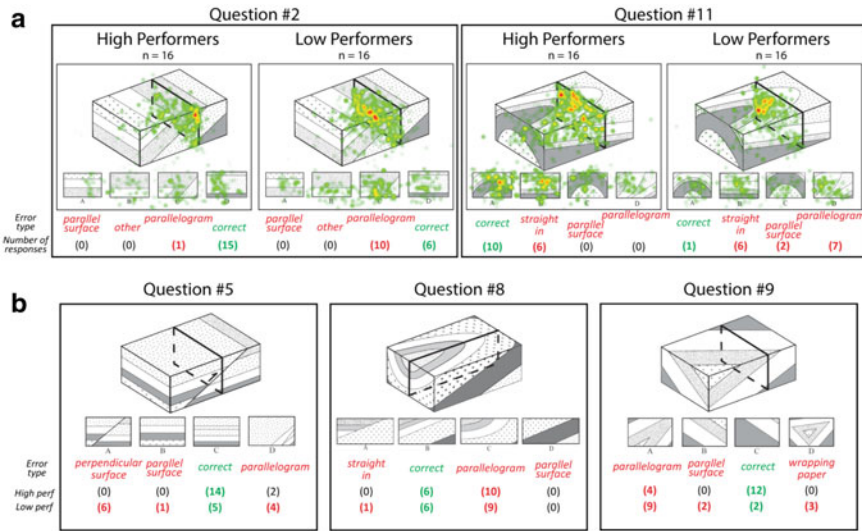 a
Question #2
Question #11
High Performers
Low Performers
High Performers
Low Performers
n = 16
n = 16
n = 16
n = 16
A B C D
A B C D
A B C D
A B C D
Error type
parallel surface other parallelogram correct
parallel surface other parallelogram correct
correct straight in parallel surface parallelogram
correct straight in parallel surface parallelogram
Number of responses
(0) (0) (1) (15)
(0) (0) (10) (6)
(10) (6) (0) (0)
(1) (6) (2) (7)
b
Question #5
Question #8
Question #9
A B C D
A B C D
A B C D
Error type
perpendicular surface parallel surface correct parallelogram
straight in correct parallelogram parallel surface
parallelogram parallel surface correct wrapping paper
High perf
(0) (0) (14) (2)
(0) (6) (10) (0)
(4) (0) (12) (0)
Low perf
(6) (1) (5) (4)
(1) (6) (9) (0)
(9) (2) (2) (3)